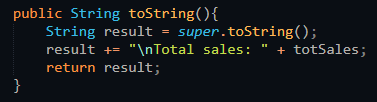 public String toString(){
    String result = super.toString();
    result += "\nTotal sales: " + totSales;
    return result;
}